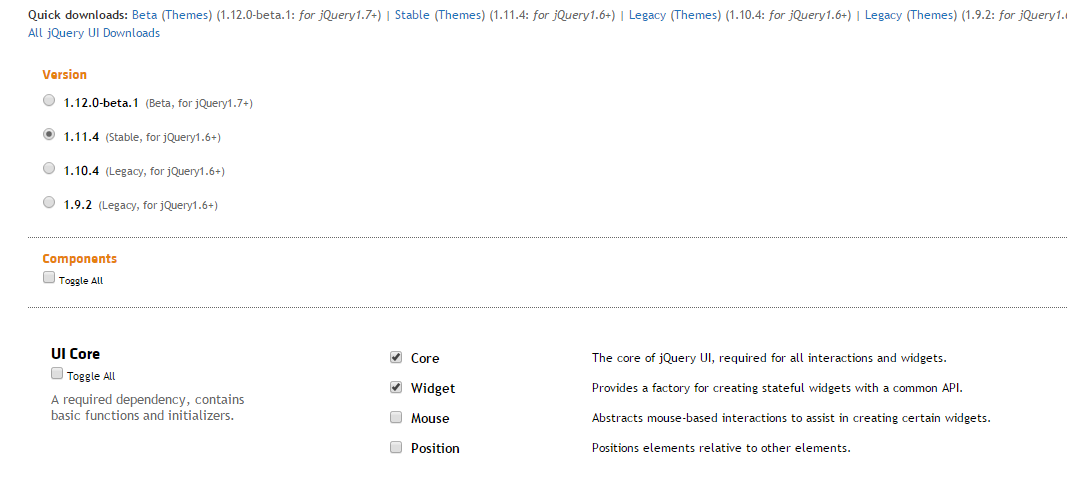 Quick downloads: Beta (Themes) (1.12.0-beta.1: for jQuery1.7+) | Stable (Themes) (1.11.4: for jQuery1.6+) | Legacy (Themes) (1.10.4: for jQuery1.6+) | Legacy (Themes) (1.9.2: for
All jQuery UI Downloads
Version
1.12.0-beta.1 (Beta, for jQuery1.7+)
1.11.4 (Stable, for jQuery1.6+)
1.10.4 (Legacy, for jQuery1.6+)
1.9.2 (Legacy, for jQuery1.6+)
Components
Toggle All
UI Core
Toggle All
A required dependency, contains
basic functions and initializers.
Core The core of jQuery UI, required for all interactions and widgets.
Widget Provides a factory for creating stateful widgets with a common API.
Mouse Abstracts mouse-based interactions to assist in creating certain widgets.
Position Positions elements relative to other elements.